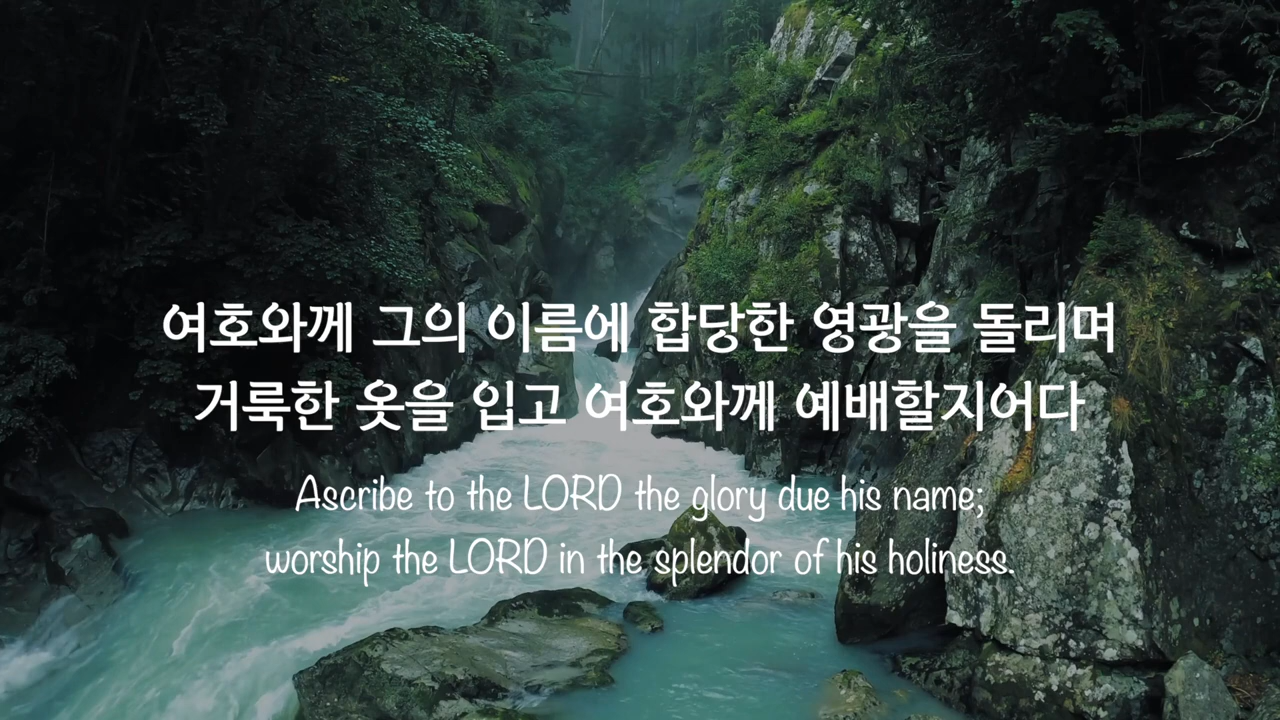 여호와께 그의 이름에 합당한 영광을 돌리며
거룩한 옷을 입고 여호와께 예배할지어다
Ascribe to the LORD the glory due his name;
worship the LORD in the splendor of his holiness.